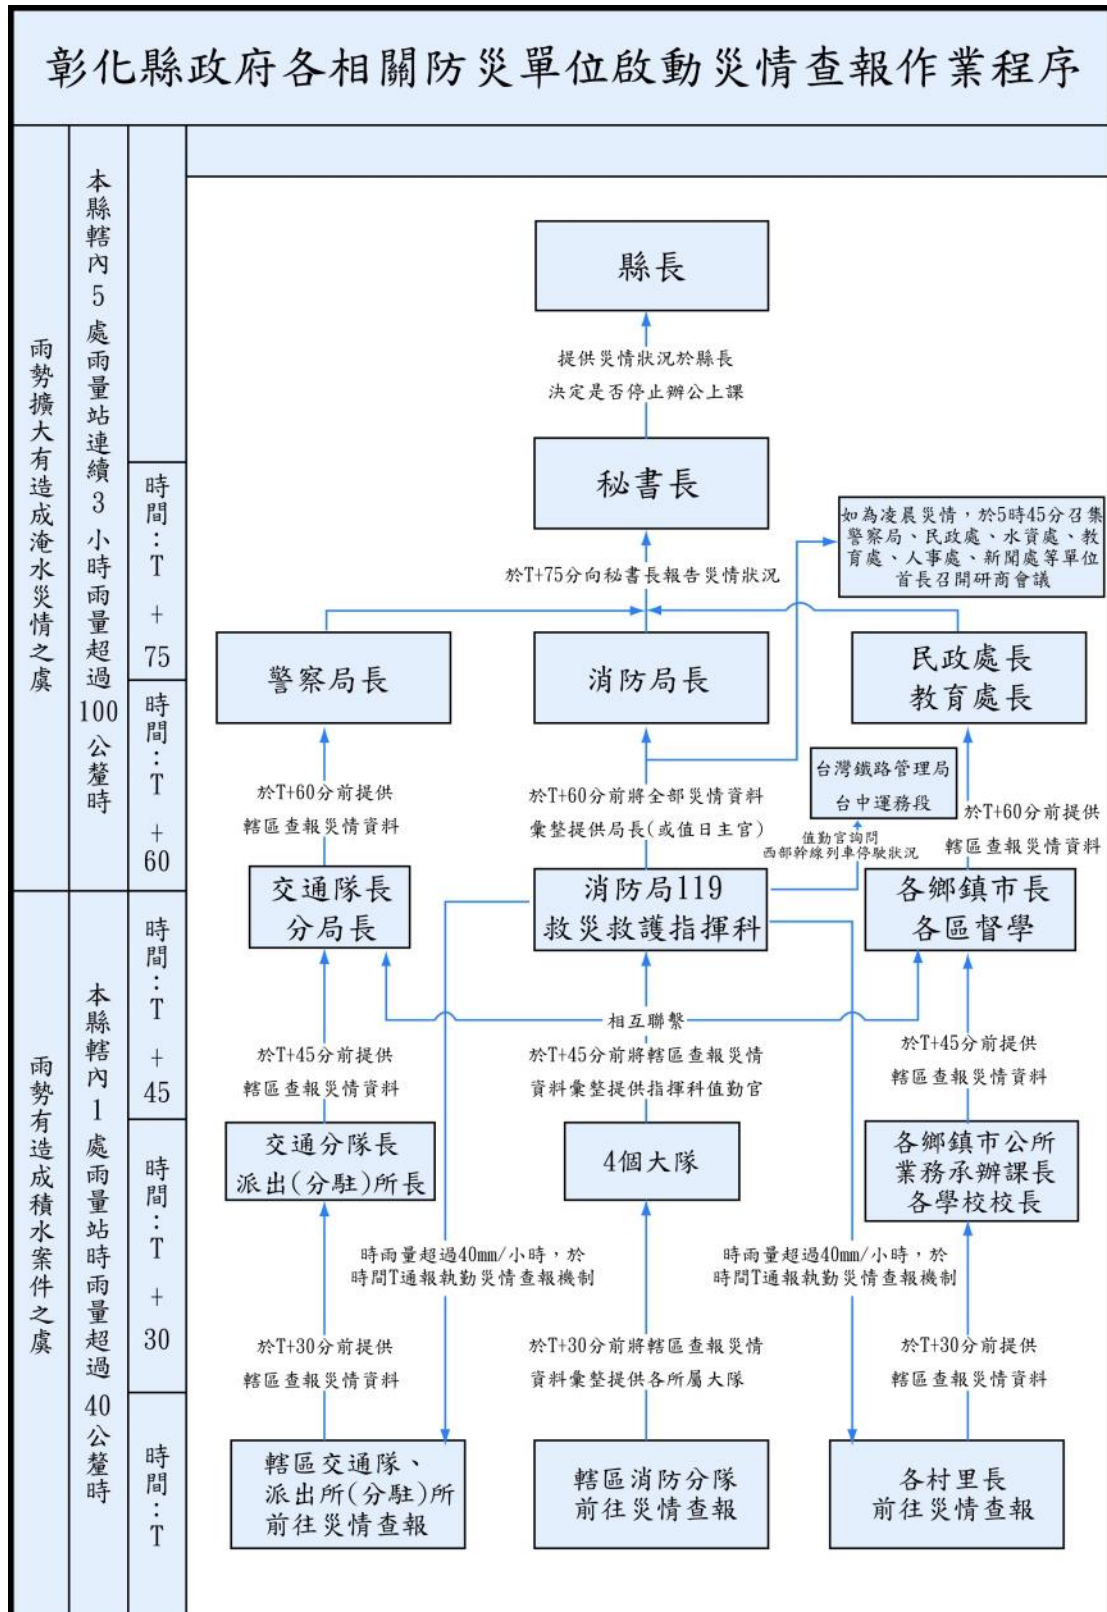 彰化縣政府各相關防災單位啟動災情查報作業程序
雨勢擴大有造成淹水災情之虞
本縣轄內5處雨量站連續3小時雨量超過100公釐時
時間：T + 75
時間：T +60
雨勢有造成積水案件之虞
本縣轄內1處雨量站時雨量超過40公釐時
時間：T + 45
時間：T + 30
時間：T
縣長
提供災情狀況於縣長
決定是否停止辦公上課
秘書長
如為凌晨災情，於5時45分召集
警察局、民政處、水資處、教
育處、人事處、新聞處等單位
首長召開研商會議
於T+75分向秘書長報告災情狀況
警察局長
消防局長
民政處長
教育處長
於T+60分前提供
轄區查報災情資料
於T+60分前將全部災情資料
彙整提供局長(或值日主官)
台灣鐵路管理局
台中運務段
值勤官詢問
西部幹線列車停駛狀況
於T+60分前提供
轄區查報災情資料
交通隊長
分局長
消防局119
救災救護指揮科
各鄉鎮市長
各區督學
相互聯繫
於T+45分前提供
轄區查報災情資料
於T+45分前將轄區查報災情
資料彙整提供指揮科值勤官
於T+45分前提供
轄區查報災情資料
交通分隊長
派出(分駐)所長
4個大隊
各鄉鎮市公所
業務承辦課長
各學校校長
時雨量超過40mm/小時，於
時間T通報執勤災情查報機制
時雨量超過40mm/小時，於
時間T通報執勤災情查報機制
於T+30分前提供
轄區查報災情資料
於T+30分前將轄區查報災情
資料彙整提供各所屬大隊
於T+30分前提供
轄區查報災情資料
轄區交通隊、
派出所(分駐)所
前往災情查報
轄區消防分隊
前往災情查報
各村里長
前往災情查報